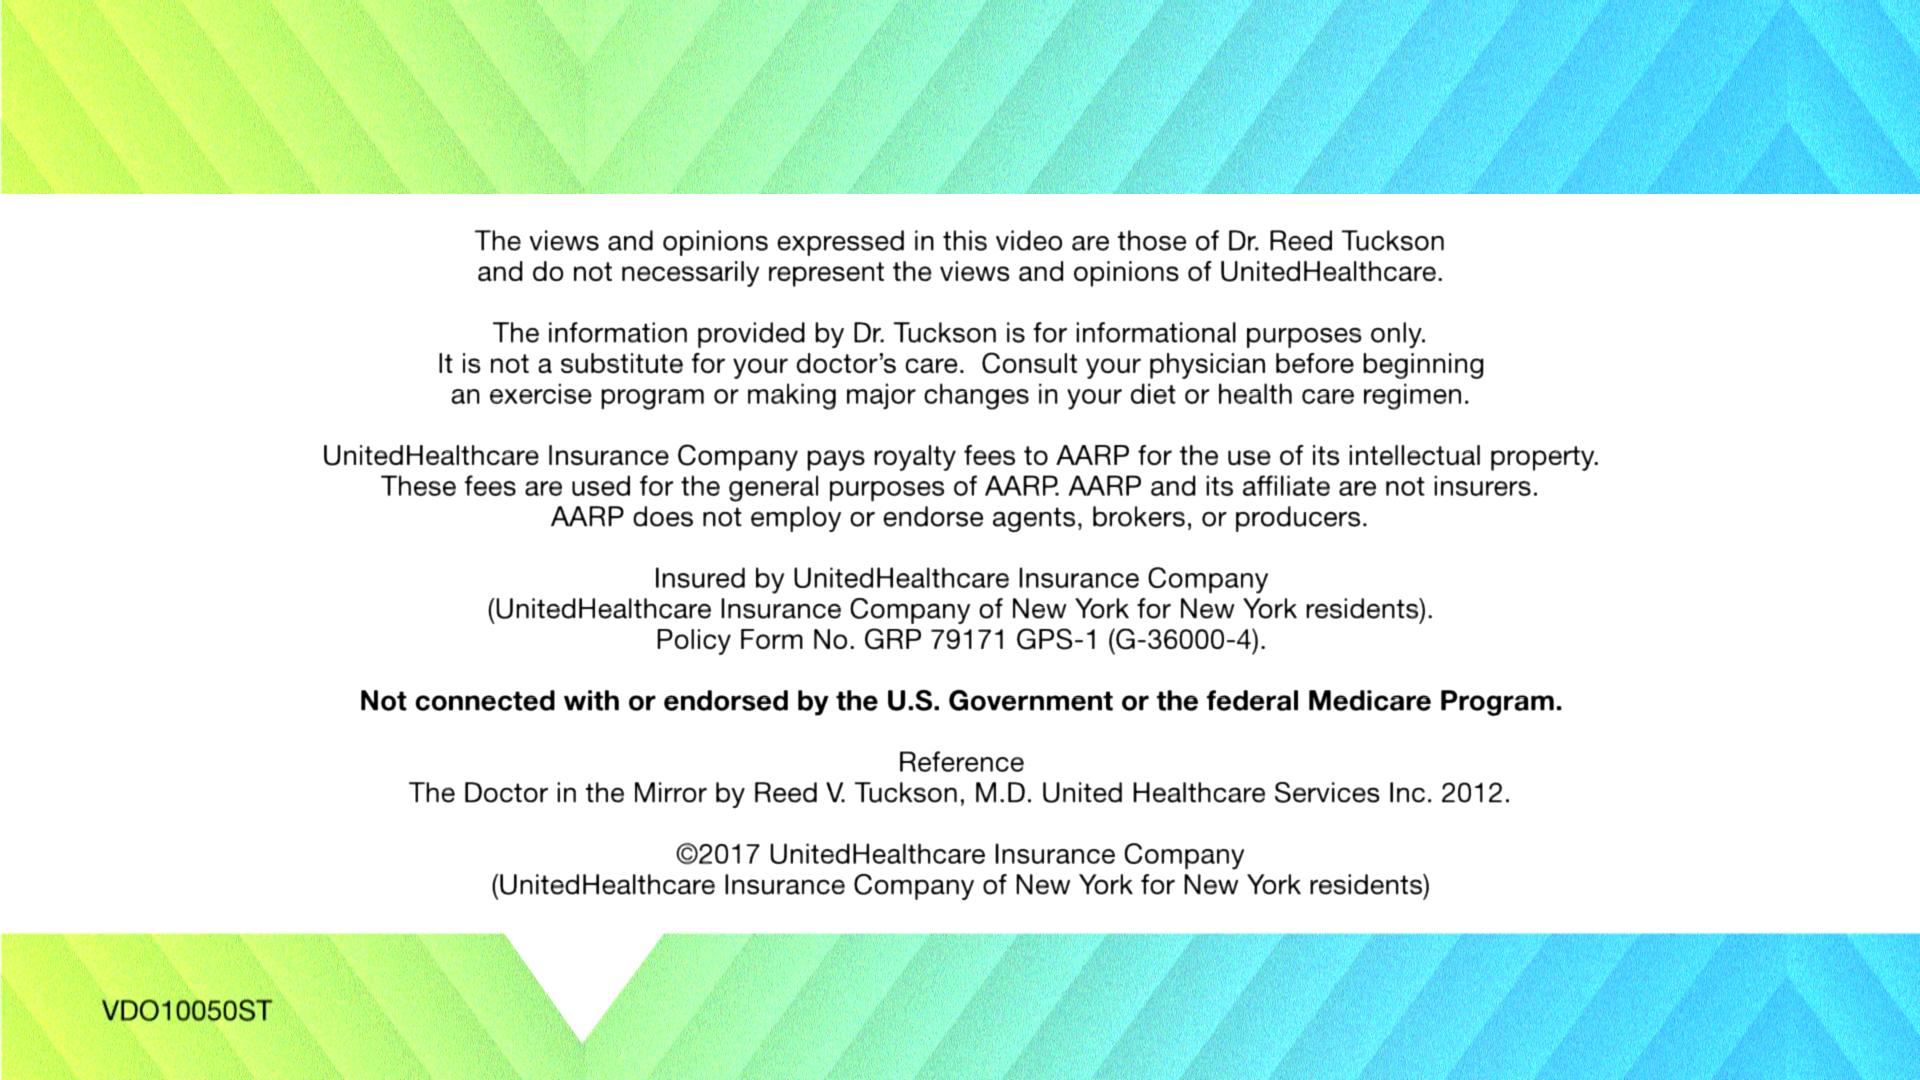 The views and opinions expressed in this video are those of Dr. Reed Tuckson
and do not necessarily represent the views and opinions of UnitedHealthcare.
The information provided by Dr. Tuckson is for informational purposes only.
It is not a substitute for your doctor's care.  Consult your physician before beginning
an exercise program or making major changes in your diet or health care regimen.
UnitedHealthcare Insurance Company pays royalty fees to AARP for the use of its intellectual property.
These fees are used for the general purposes of AARP. AARP and its affiliate are not insurers.
AARP does not employ or endorse agents, brokers, or producers.
Insured by UnitedHealthcare Insurance Company
(UnitedHealthcare Insurance Company of New York for New York residents).
Policy Form No. GRP 79171 GPS-1 (G-36000-4).
Not connected with or endorsed by the U.S. Government or the federal Medicare Program.
Reference
The Doctor in the Mirror by Reed V. Tuckson, M.D. United Healthcare Services Inc. 2012.
©2017 UnitedHealthcare Insurance Company
(UnitedHealthcare Insurance Company of New York for New York residents)
VDO10050ST